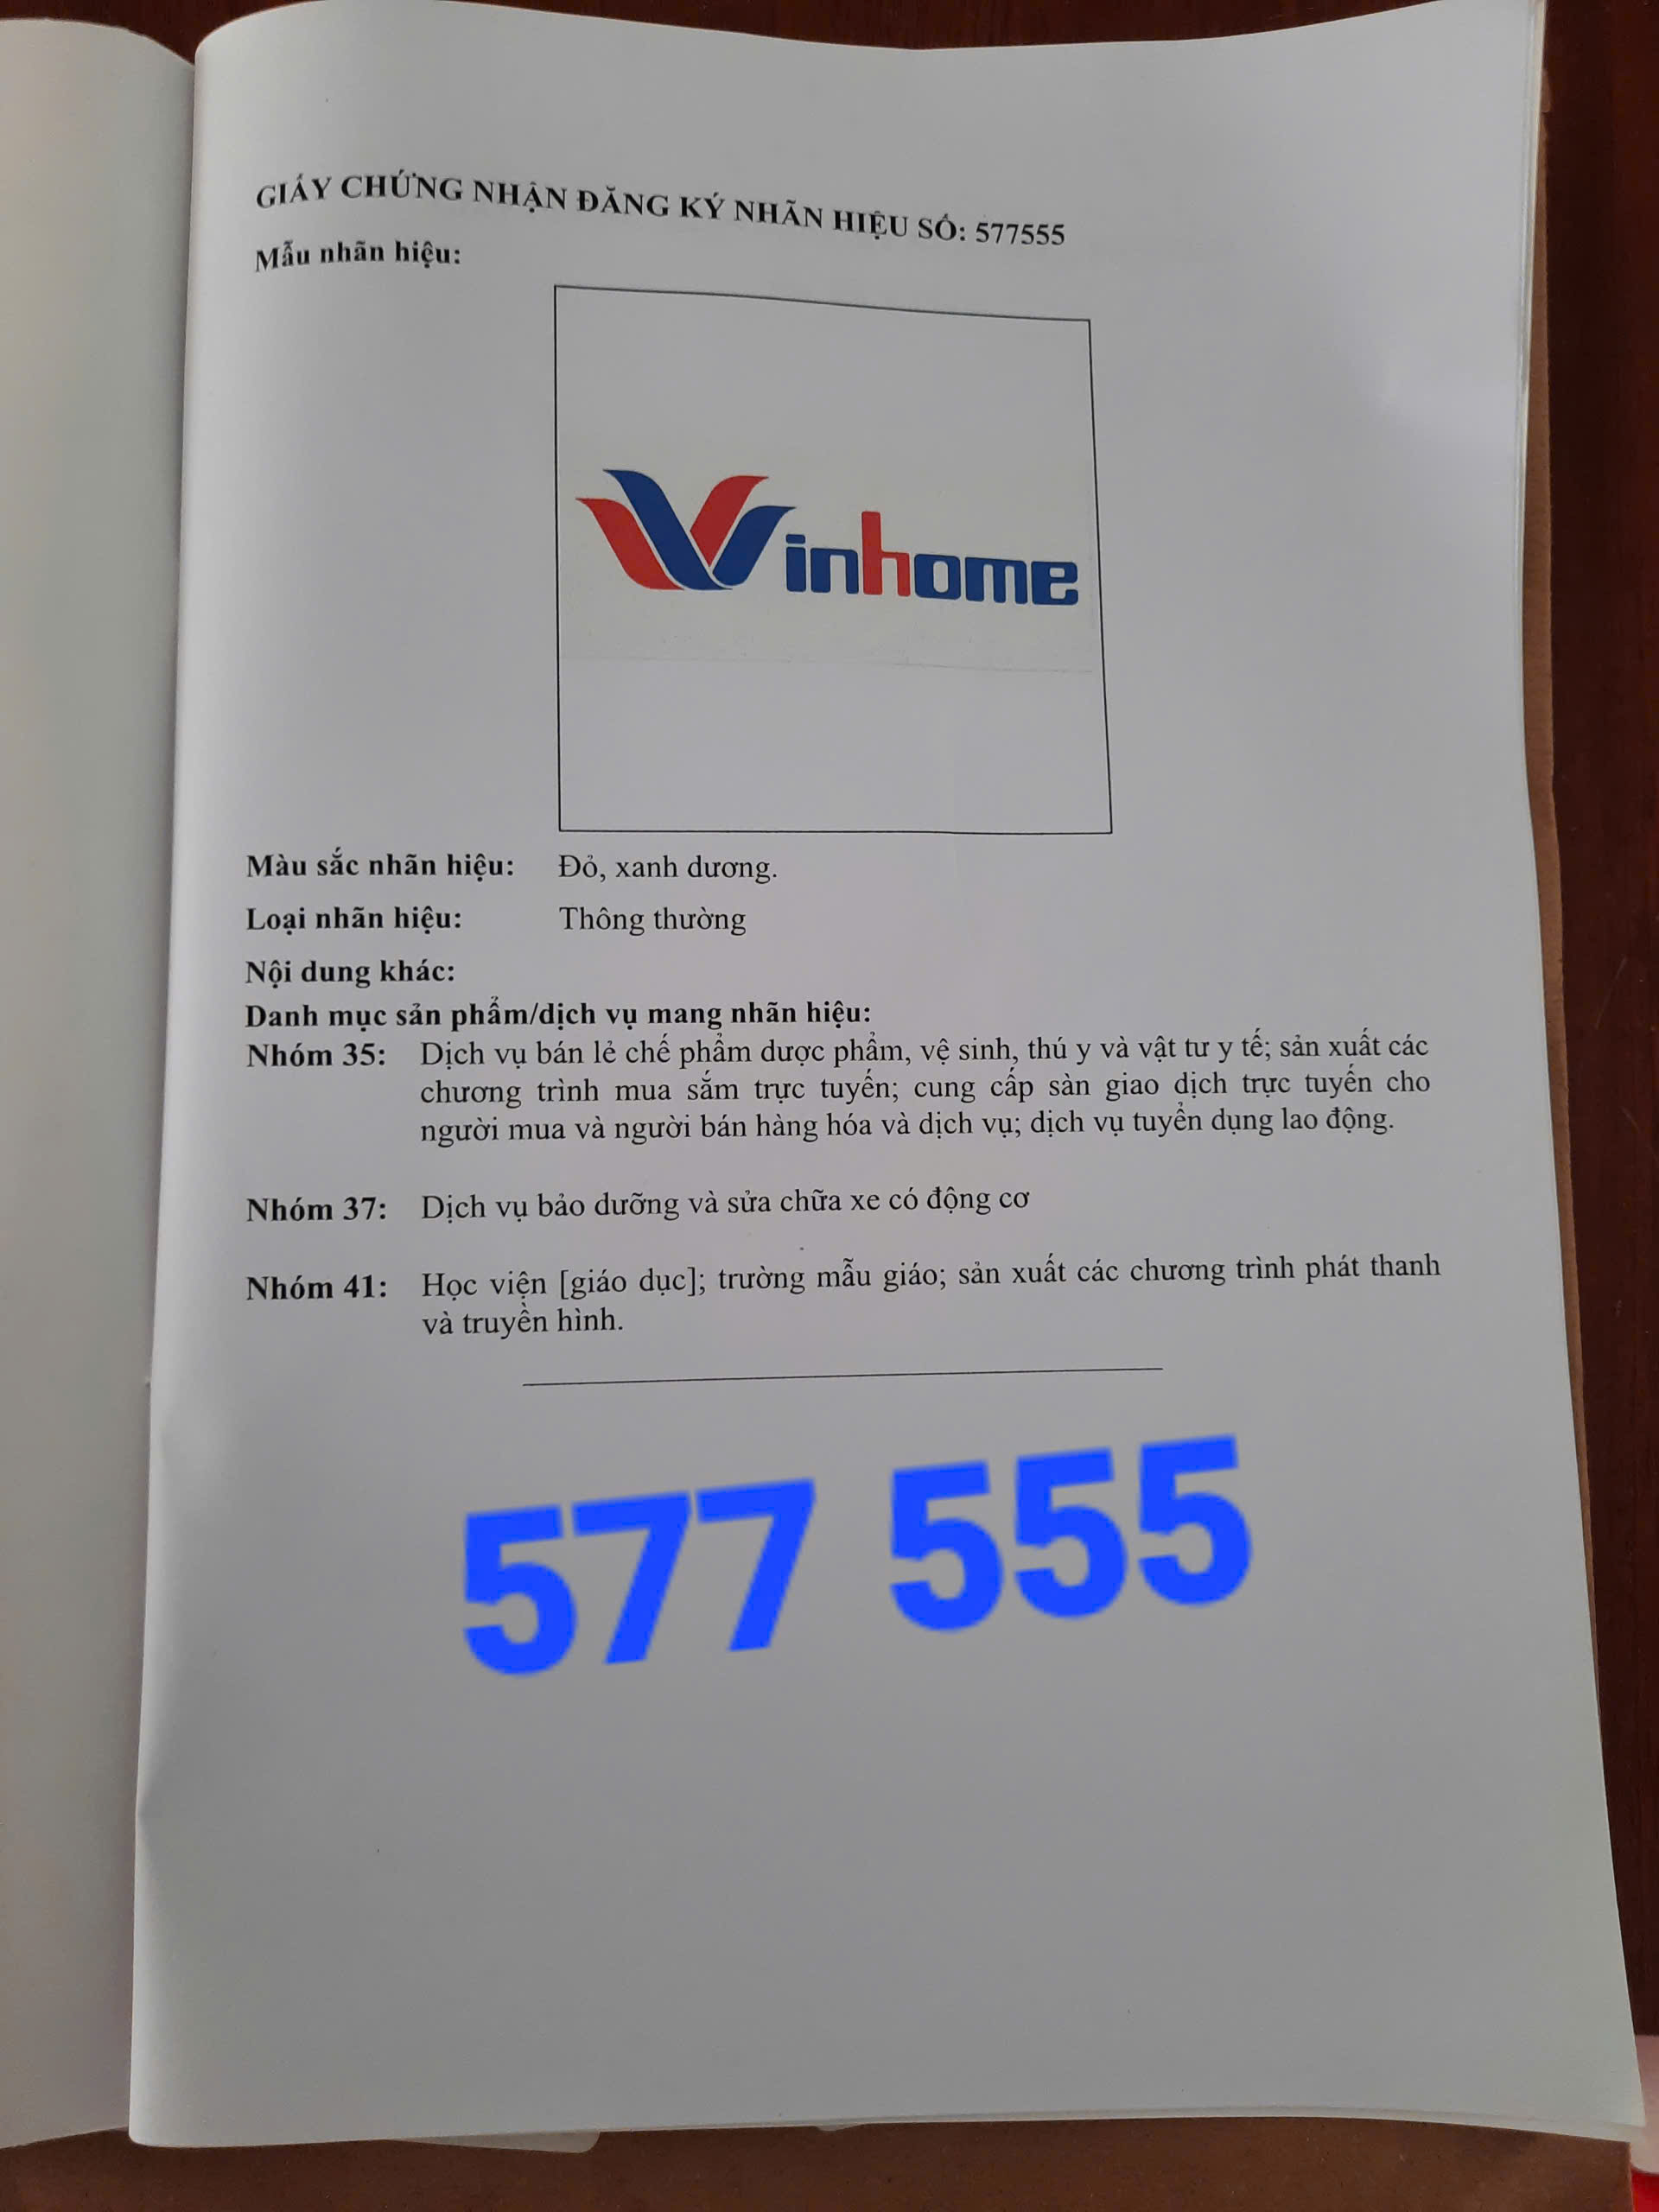 GIẤY CHỨNG NHẬN ĐĂNG KÝ NHÃN HIỆU SỐ: 577555
Mẫu nhãn hiệu:
Winhome
Màu sắc nhãn hiệu: Đỏ, xanh dương.
Loại nhãn hiệu: Thông thường
Nội dung khác:
Danh mục sản phẩm/dịch vụ mang nhãn hiệu:
Nhóm 35: Dịch vụ bán lẻ chế phẩm dược phẩm, vệ sinh, thú y và vật tư y tế; sản xuất các
chương trình mua sắm trực tuyến; cung cấp sàn giao dịch trực tuyến cho
người mua và người bán hàng hóa và dịch vụ; dịch vụ tuyển dụng lao động.
Nhóm 37: Dịch vụ bảo dưỡng và sửa chữa xe có động cơ
Nhóm 41: Học viện [giáo dục]; trường mẫu giáo; sản xuất các chương trình phát thanh
và truyền hình.
577 555